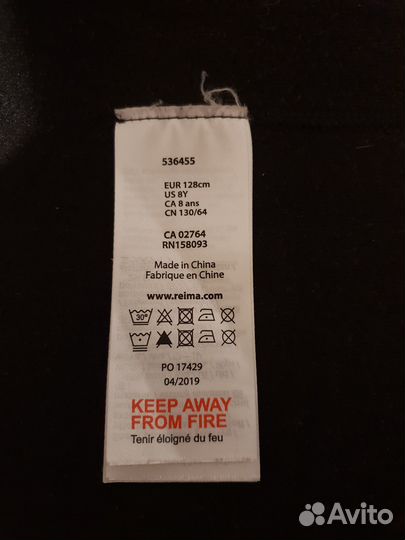 536455
EUR 128cm
US 8Y
CA 8 ans
CN 130/64
CA 02764
RN158093
Made in China
Fabrique en Chine
www.reima.com
30°
PO 17429
04/2019
KEEP AWAY
FROM FIRE
Tenir éloigné du feu
Avito